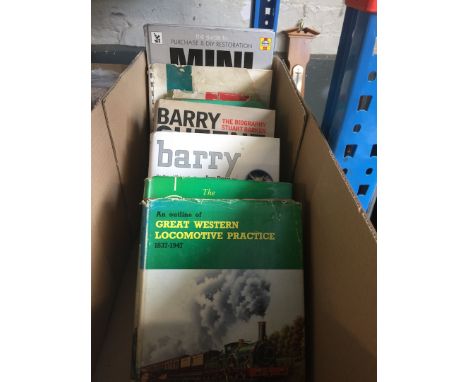 PURCHASE & DIY RESTORATION
MINI
BARRY
THE BIOGRAPHY
STUART BARKER
barry
The
An outline of
GREAT WESTERN
LOCOMOTIVE PRACTICE
1837-1947